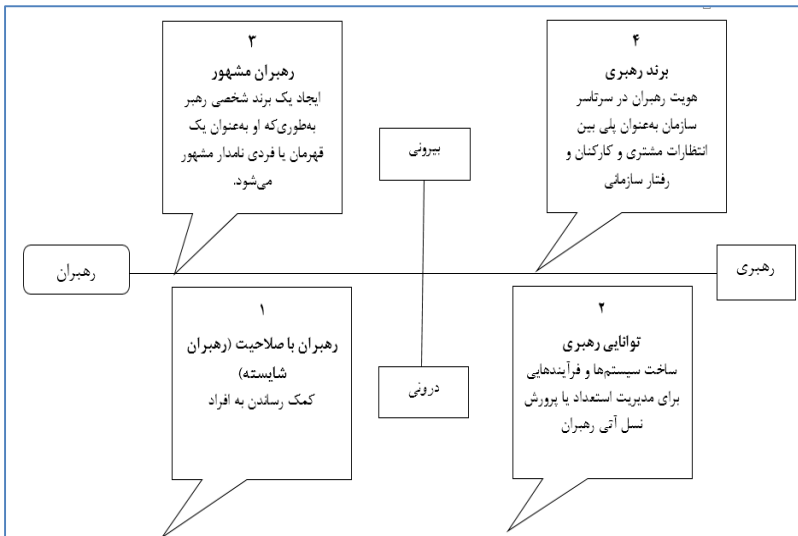 ۴
برند رهبری
هویت رهبران در سرتاسر
سازمان به‌عنوان پلی بین
انتظارات مشتری و کارکنان و
رفتار سازمانی
۳
رهبران مشهور
ایجاد یک برند شخصی رهبر
به‌طوری‌که او به‌عنوان یک
قهرمان یا فردی نامدار مشهور
می‌شود.
بیرونی
رهبری
رهبران
۲
توانایی رهبری
ساخت سیستم‌ها و فرآیندهایی
برای مدیریت استعداد یا پرورش
نسل آتی رهبران
درونی
۱
رهبران با صلاحیت (رهبران
شایسته)
کمک رساندن به افراد